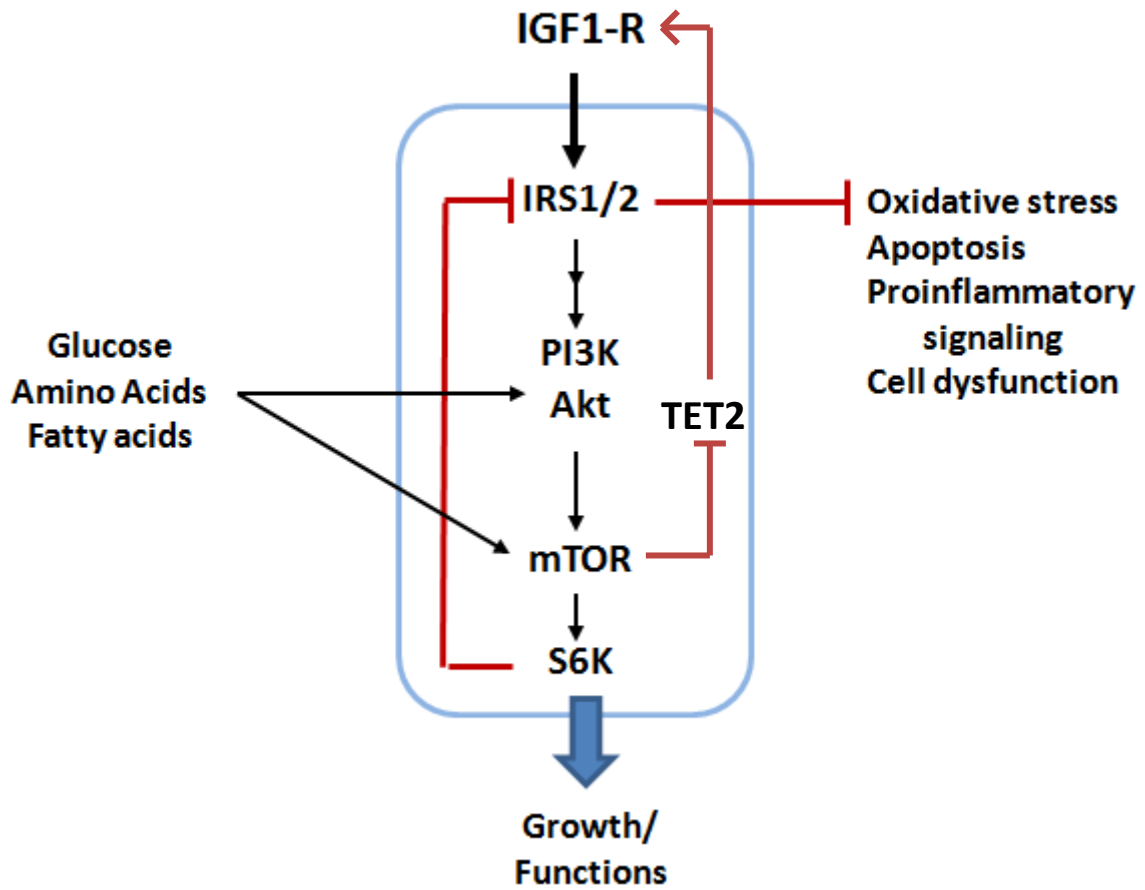 IGF1-R
IRS1/2
Oxidative stress
Apoptosis
Proinflammatory
signaling
Cell dysfunction
PI3K
Akt
Glucose
Amino Acids
Fatty acids
TET2
mTOR
S6K
Growth/
Functions